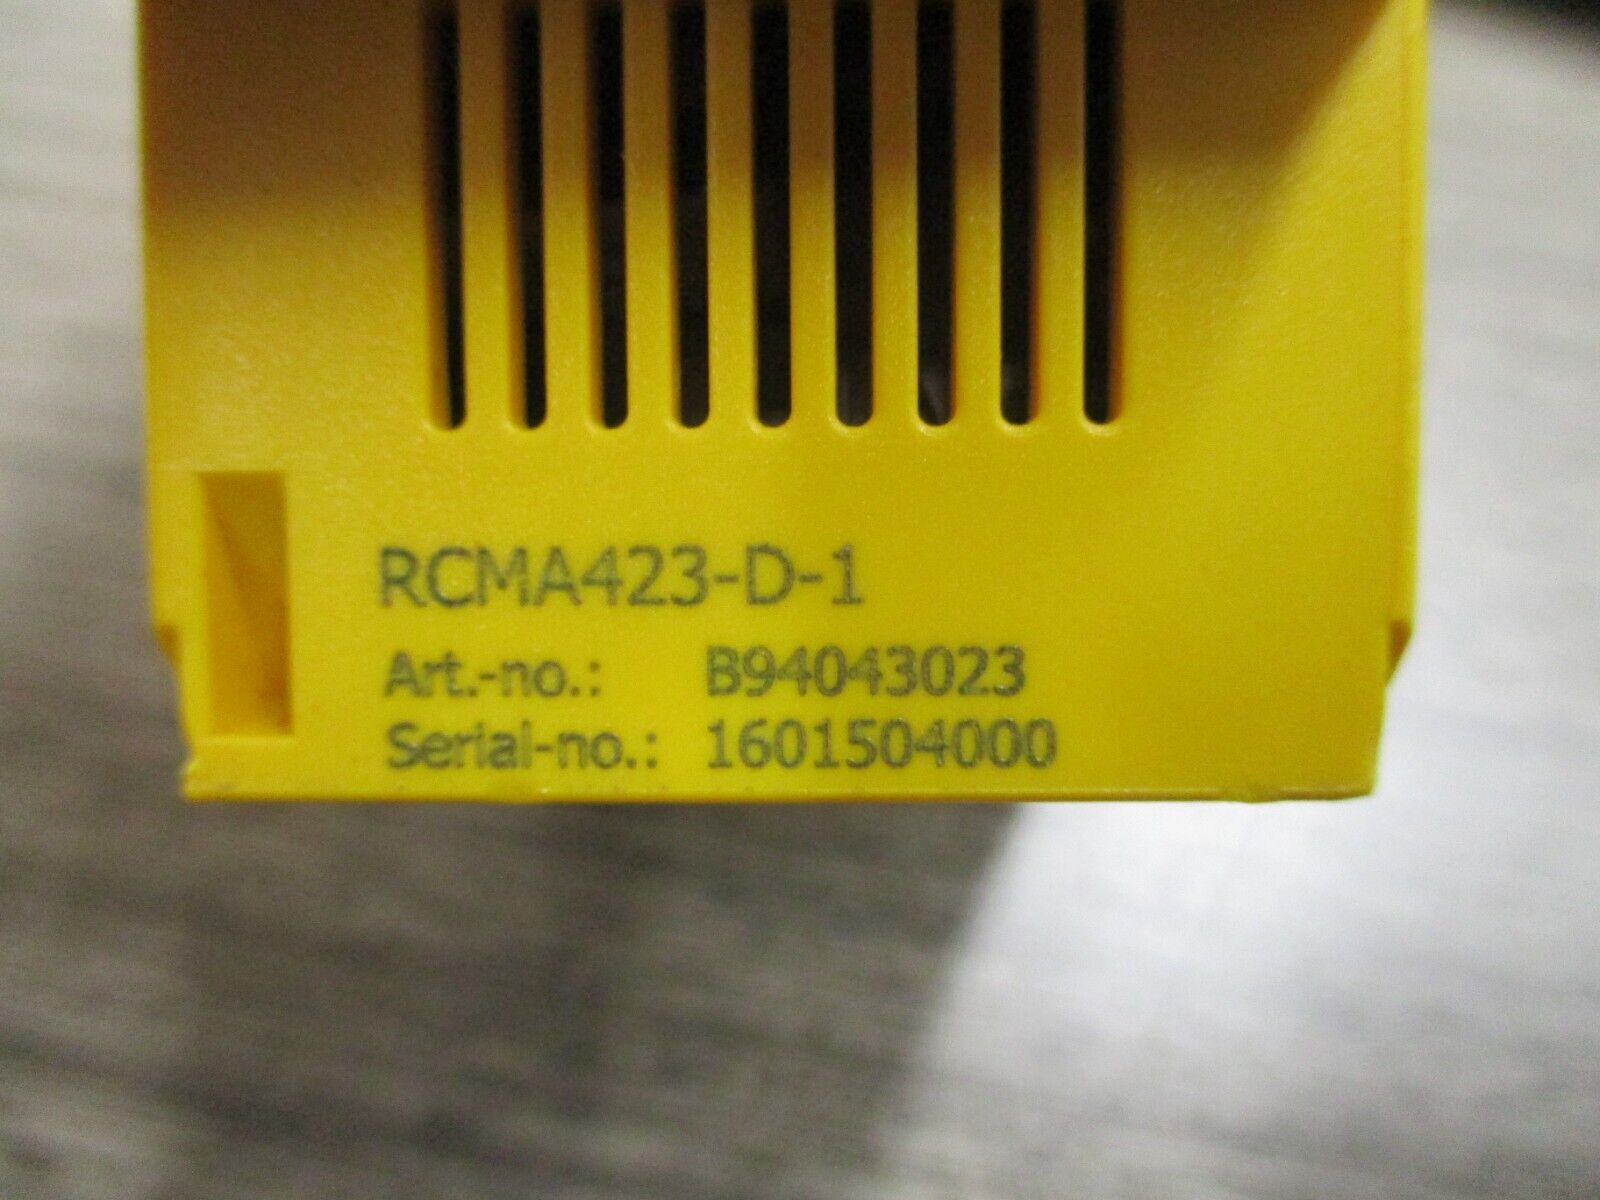 RCMA423-D-1
Art.-no.: B94043023
Serial-no.: 1601504000